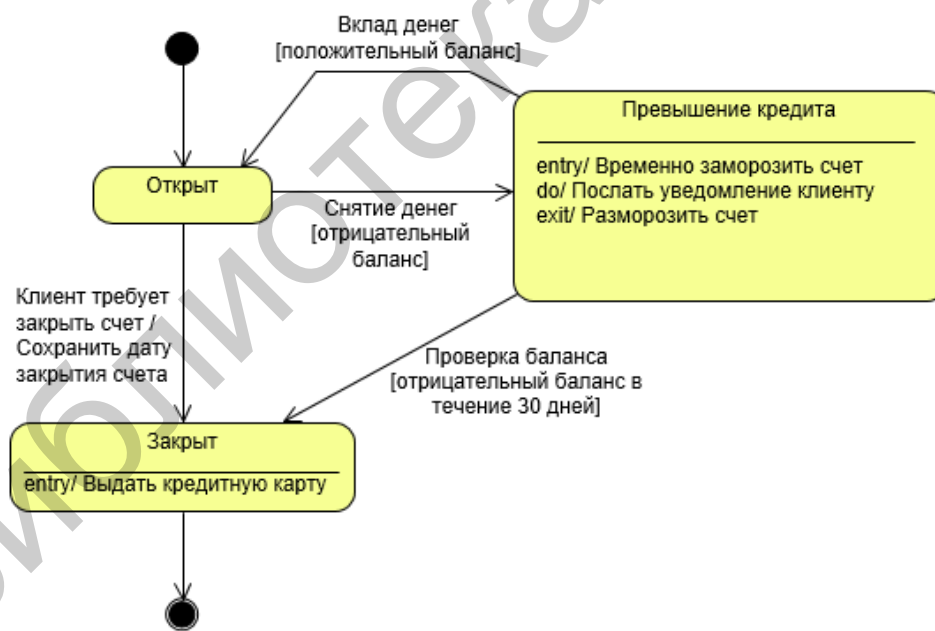 Вклад денег
[положительный баланс]
Превышение кредита
entry/ Временно заморозить счет
do/ Послать уведомление клиенту
exit/ Разморозить счет
Открыт
Снятие денег
[отрицательный
баланс]
Клиент требует
закрыть счет /
Сохранить дату
закрытия счета
Проверка баланса
[отрицательный баланс в
течение 30 дней]
Закрыт
entry/ Выдать кредитную карту